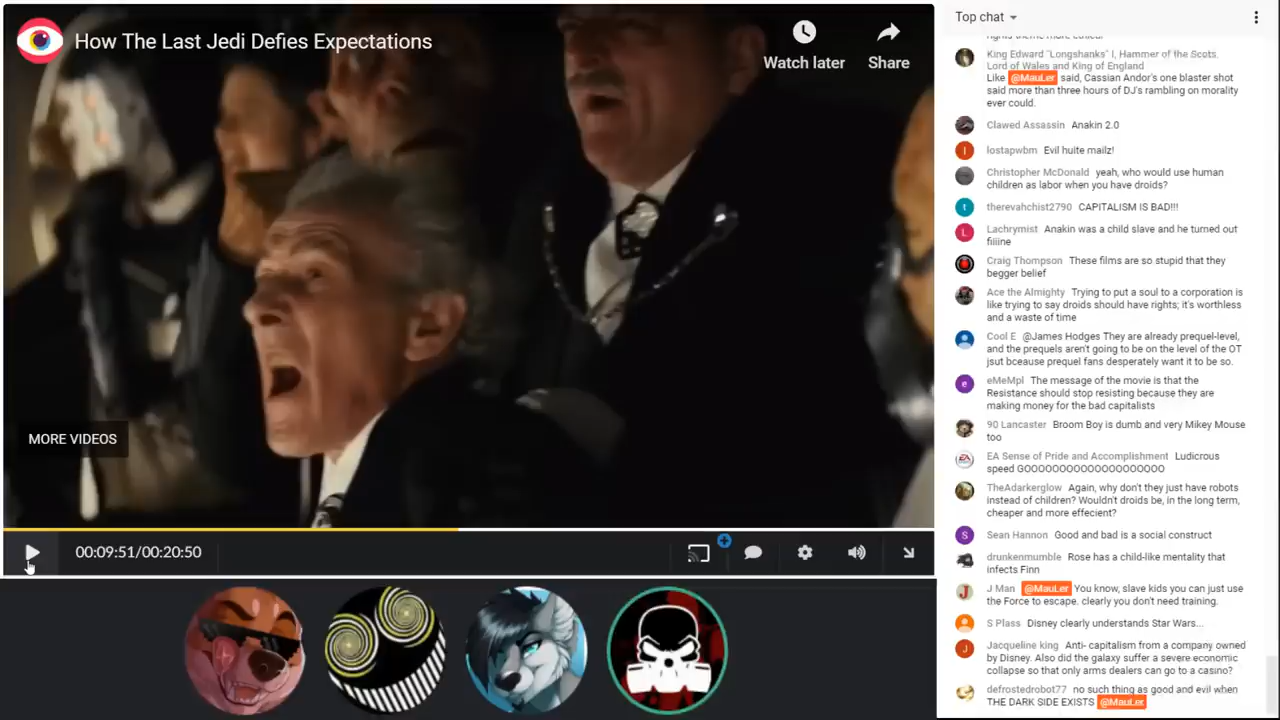 How The Last Jedi Defies Expectations
Watch later
Share
MORE VIDEOS
00:09:51/00:20:50
Top chat
King Edward "Longshanks" I, Hammer of the Scots,
Lord of Wales and King of England
Like @MauLer said, Cassian Andor's one blaster shot
said more than three hours of DJ's rambling on morality
ever could.
Clawed Assassin Anakin 2.0
lostapwbm Evil huite mailz!
Christopher McDonald yeah, who would use human
children as labor when you have droids?
therevahchist2790 CAPITALISM IS BAD!!!
Lachrymist Anakin was a child slave and he turned out
fiiiine
Craig Thompson These films are so stupid that they
begger belief
Ace the Almighty Trying to put a soul to a corporation is
like trying to say droids should have rights; it's worthless
and a waste of time
Cool E @James Hodges They are already prequel-level,
and the prequels aren't going to be on the level of the OT
jsut bceause prequel fans desperately want it to be so.
eMeMpI The message of the movie is that the
Resistance should stop resisting because they are
making money for the bad capitalists
90 Lancaster Broom Boy is dumb and very Mikey Mouse
too
EA Sense of Pride and Accomplishment Ludicrous
speed GOOOOOOOOOOOOOOOOOOO
TheAdarkerglow Again, why don't they just have robots
instead of children? Wouldn't droids be, in the long term,
cheaper and more effecient?
Sean Hannon Good and bad is a social construct
drunkenmumble Rose has a child-like mentality that
infects Finn
J Man @MauLer You know, slave kids you can just use
the Force to escape. clearly you don't need training.
S Plass Disney clearly understands Star Wars...
Jacqueline king Anti- capitalism from a company owned
by Disney. Also did the galaxy suffer a severe economic
collapse so that only arms dealers can go to a casino?
defrostedrobot77 no such thing as good and evil when
THE DARK SIDE EXISTS @MauLer